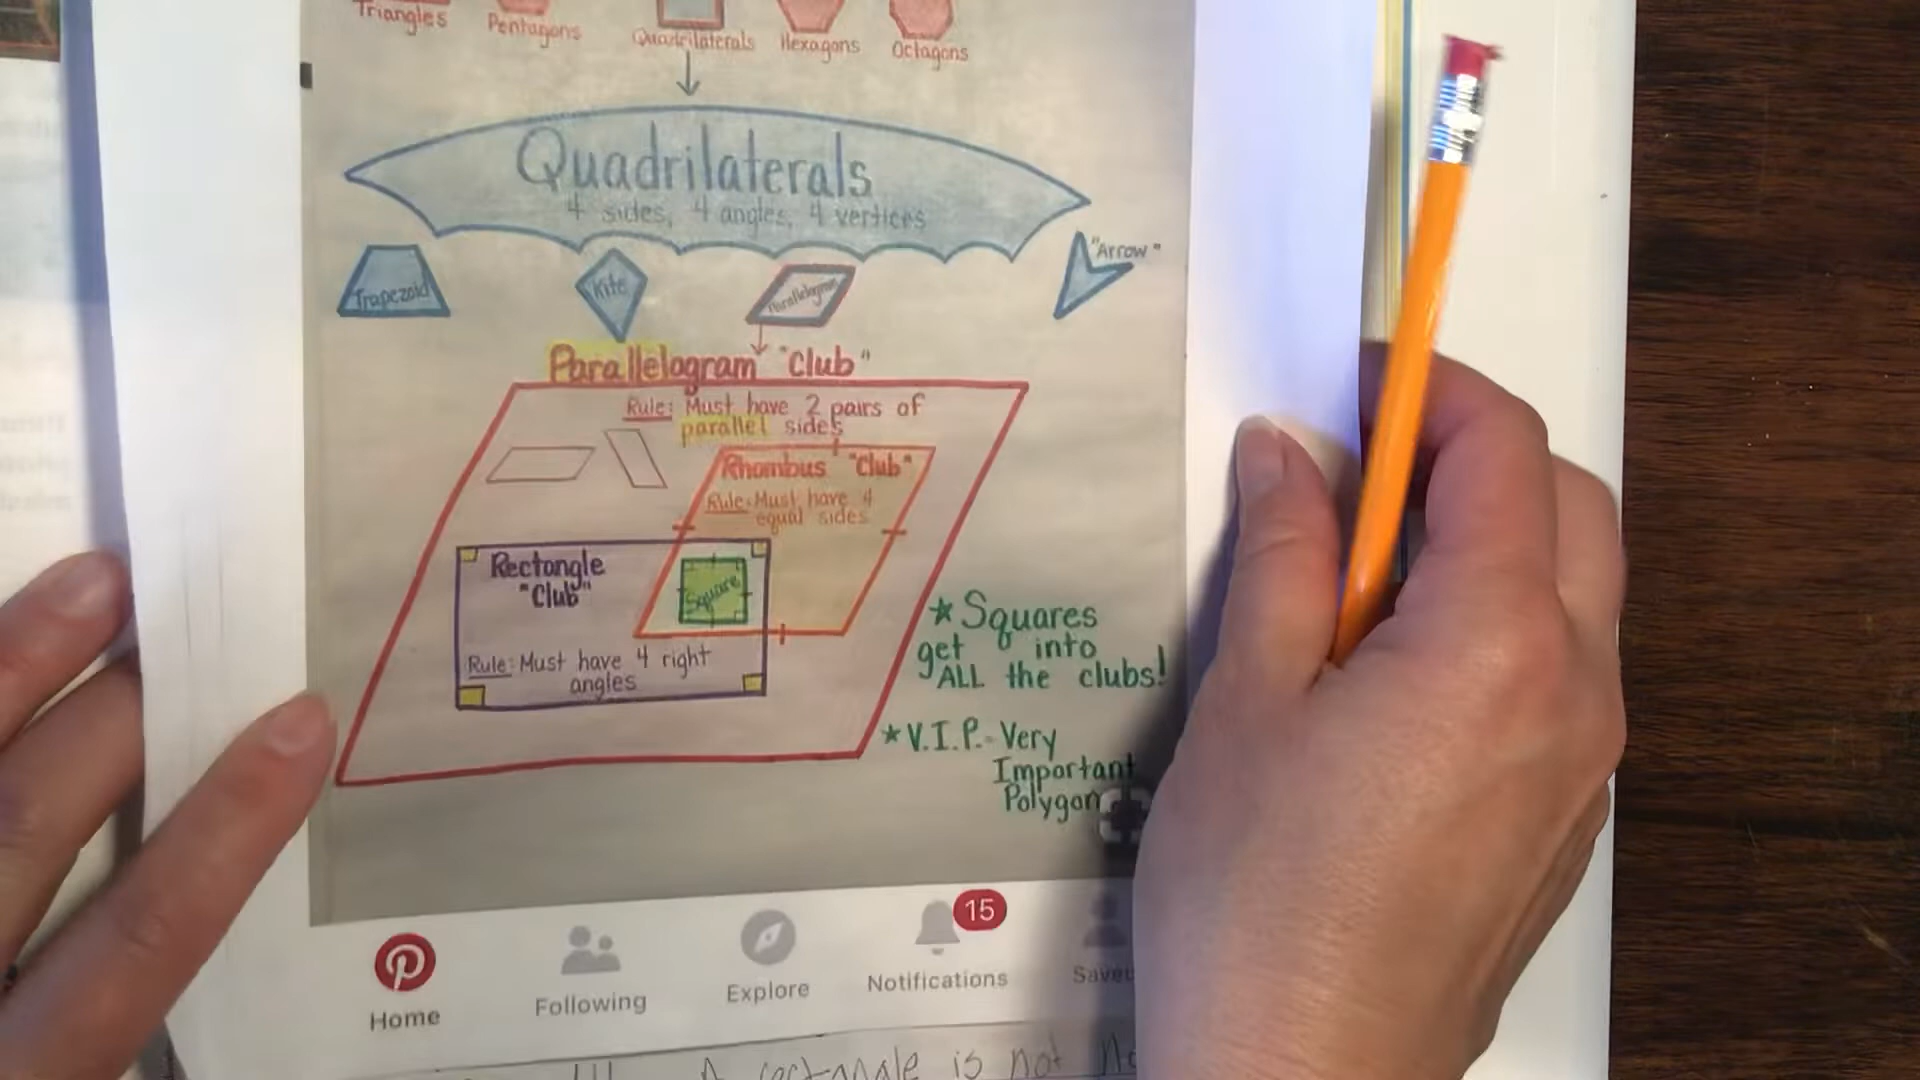 Triangles
Pentagons
Quadrilaterals
Hexagons
Octagons
Quadrilaterals
4 sides, 4 angles, 4 vertices
Trapezoid
Kite
Parallelogram
"Arrow"
Parallelogram "Club"
Rule: Must have 2 pairs of
parallel sides
Rhombus "Club"
Rule: Must have 4
equal sides
Rectangle
"Club"
Square
Rule: Must have 4 right
angles
★ Squares
get into
ALL the clubs!
★ V.I.P.- Very
Important
Polygon
15
Home
Following
Explore
Notifications
Saved
A rectangle is not